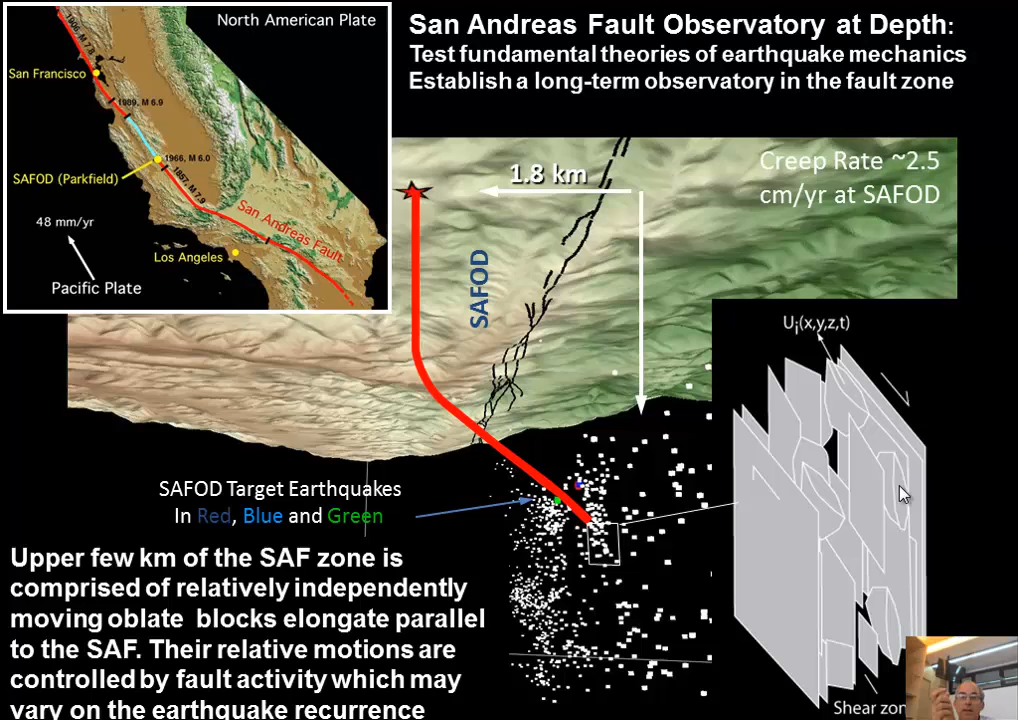 North American Plate
1906, M 7.8
San Francisco
1989, M 6.9
1966, M 6.0
SAFOD (Parkfield)
1857, M 7.9
48 mm/yr
San Andreas Fault
Los Angeles
Pacific Plate
San Andreas Fault Observatory at Depth:
Test fundamental theories of earthquake mechanics
Establish a long-term observatory in the fault zone
1.8 km
Creep Rate ~2.5
cm/yr at SAFOD
SAFOD
Ui(x,y,z,t)
SAFOD Target Earthquakes
In Red, Blue and Green
Upper few km of the SAF zone is
comprised of relatively independently
moving oblate blocks elongate parallel
to the SAF. Their relative motions are
controlled by fault activity which may
vary on the earthquake recurrence
Shear zon